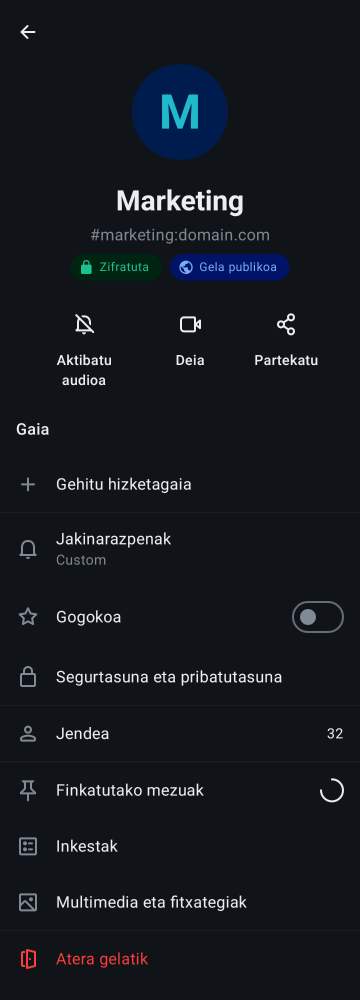 M
Marketing
#marketing:domain.com
Zifratuta
Gela publikoa
Aktibatu
audioa
Deia
Partekatu
Gaia
Gehitu hizketagaia
Jakinarazpenak
Custom
Gogokoa
Segurtasuna eta pribatutasuna
Jendea 32
Finkatutako mezuak
Inkestak
Multimedia eta fitxategiak
Atera gelatik